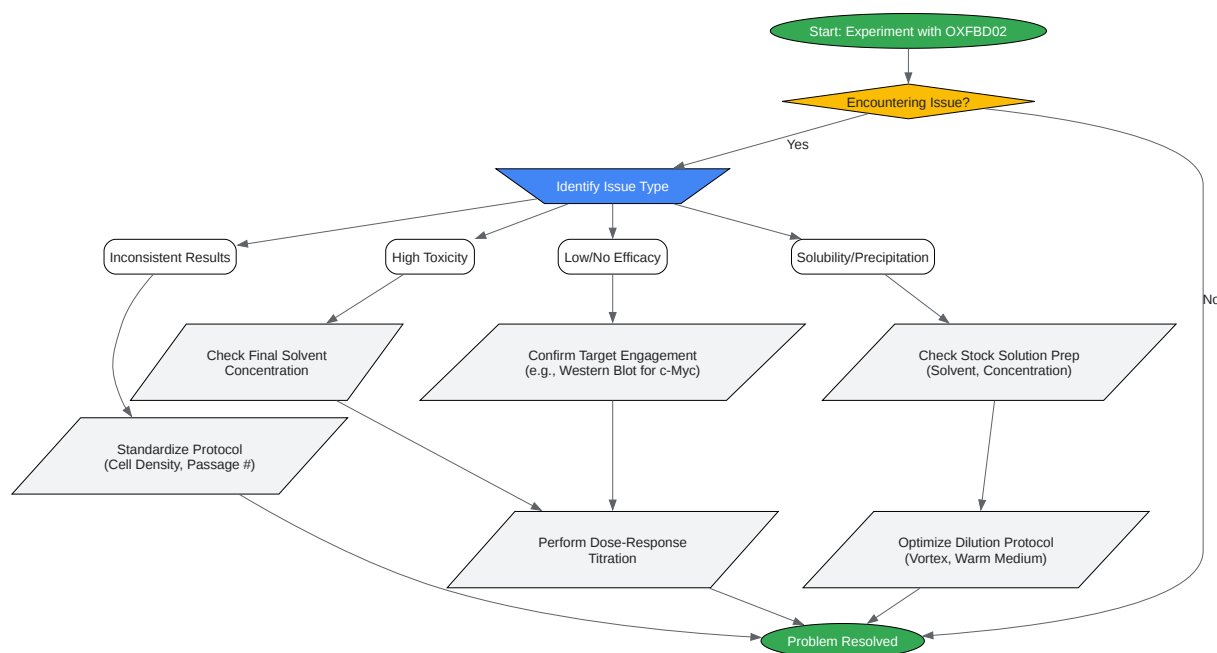 Start: Experiment with OXFBD02
Encountering Issue?
Yes
Identify Issue Type
Inconsistent Results
High Toxicity
Low/No Efficacy
Solubility/Precipitation
No
Check Final Solvent
Concentration
Confirm Target Engagement
(e.g., Western Blot for c-Myc)
Check Stock Solution Prep
(Solvent, Concentration)
Standardize Protocol
(Cell Density, Passage #)
Perform Dose-Response
Titration
Optimize Dilution Protocol
(Vortex, Warm Medium)
Problem Resolved